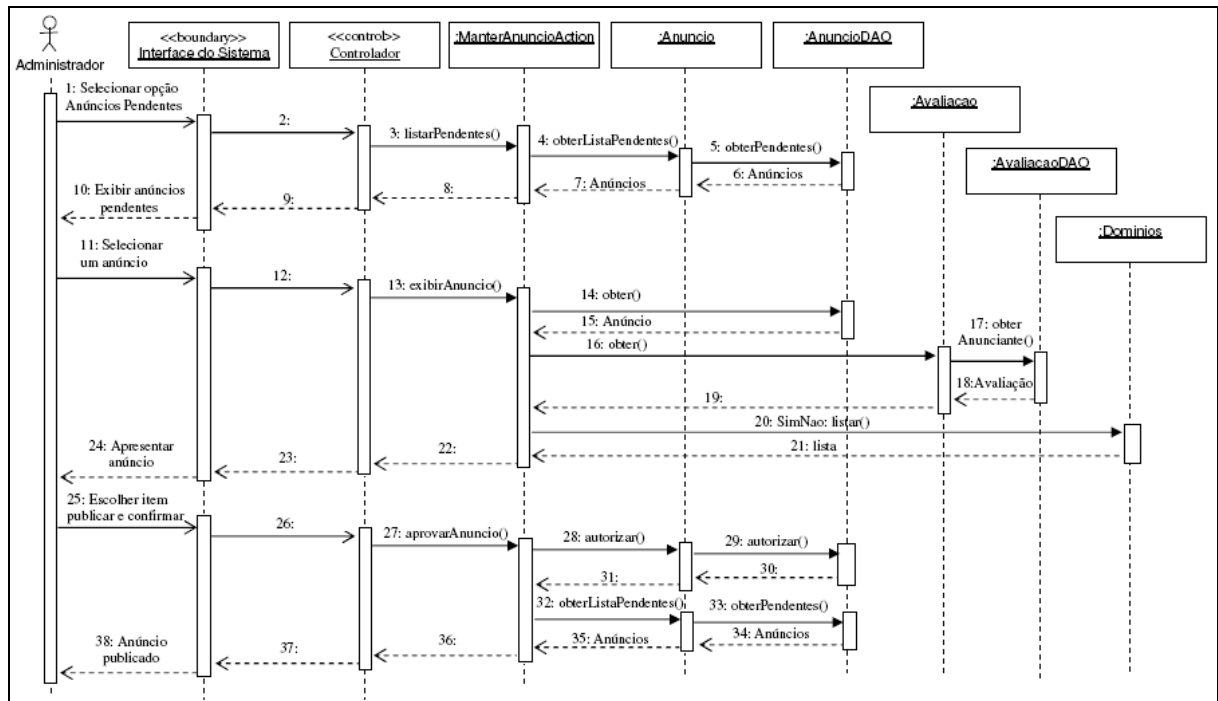 Administrador
<<boundary>>
Interface do Sistema
<<control>>
Controlador
:ManterAnuncioAction
:Anuncio
:AnuncioDAO
:Avaliacao
:AvaliacaoDAO
:Dominios
1: Selecionar opção
Anúncios Pendentes
2:
3: listarPendentes()
4: obterListaPendentes()
5: obterPendentes()
6: Anúncios
7: Anúncios
8:
9:
10: Exibir anúncios
pendentes
11: Selecionar
um anúncio
12:
13: exibirAnuncio()
14: obter()
15: Anúncio
16: obter()
17: obter
Anunciante()
18:Avaliação
19:
20: SimNao: listar()
21: lista
22:
23:
24: Apresentar
anúncio
25: Escolher item
publicar e confirmar
26:
27: aprovarAnuncio()
28: autorizar()
29: autorizar()
30:
31:
32: obterListaPendentes()
33: obterPendentes()
34: Anúncios
35: Anúncios
36:
37:
38: Anúncio
publicado